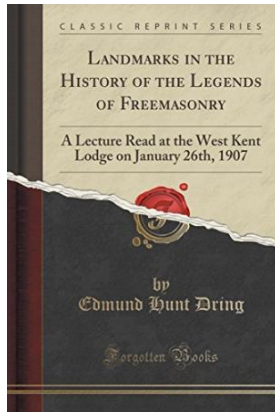 CLASSIC REPRINT SERIES
LANDMARKS IN THE
HISTORY OF THE LEGENDS
OF FREEMASONRY
A Lecture Read at the West Kent
Lodge on January 26th, 1907
by
Edmund Hunt Dring
Forgotten Books